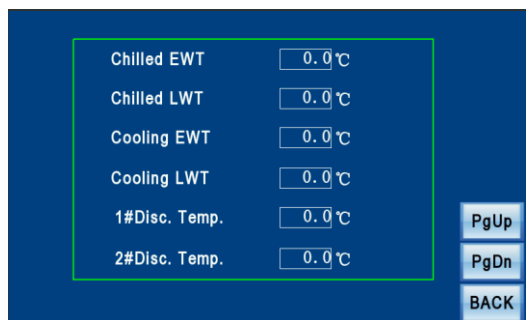 Chilled EWT 0.0℃
Chilled LWT 0.0℃
Cooling EWT 0.0℃
Cooling LWT 0.0℃
1#Disc. Temp. 0.0℃
2#Disc. Temp. 0.0℃
PgUp
PgDn
BACK